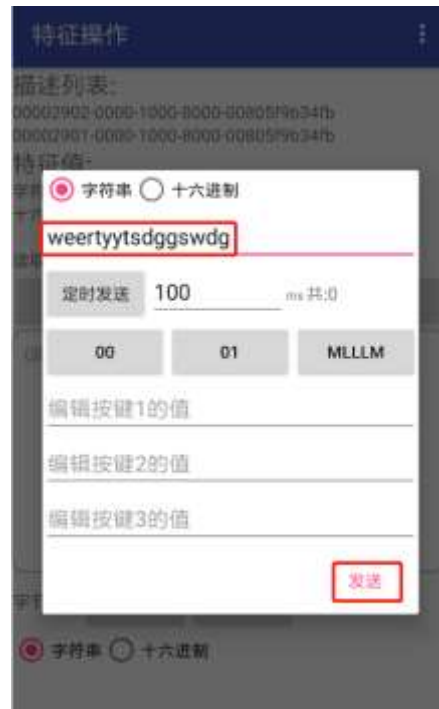 特征操作
描述列表:
00002902-0000-1000-8000-00805f9b34fb
00002901-0000-1000-8000-00805f9b34fb
特征值:
字符串 十六进制
weertyytsdggswdg
定时发送 100 ms 共:0
00 01 MLLLM
编辑按键1的值
编辑按键2的值
编辑按键3的值
发送
字符串 十六进制